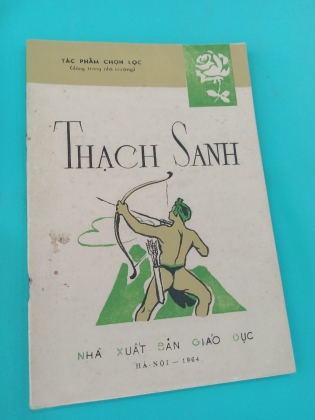 TÁC PHẨM CHỌN LỌC
(dùng trong nhà trường)
THẠCH SANH
NHÀ XUẤT BẢN GIÁO DỤC
HÀ-NỘI — 1964